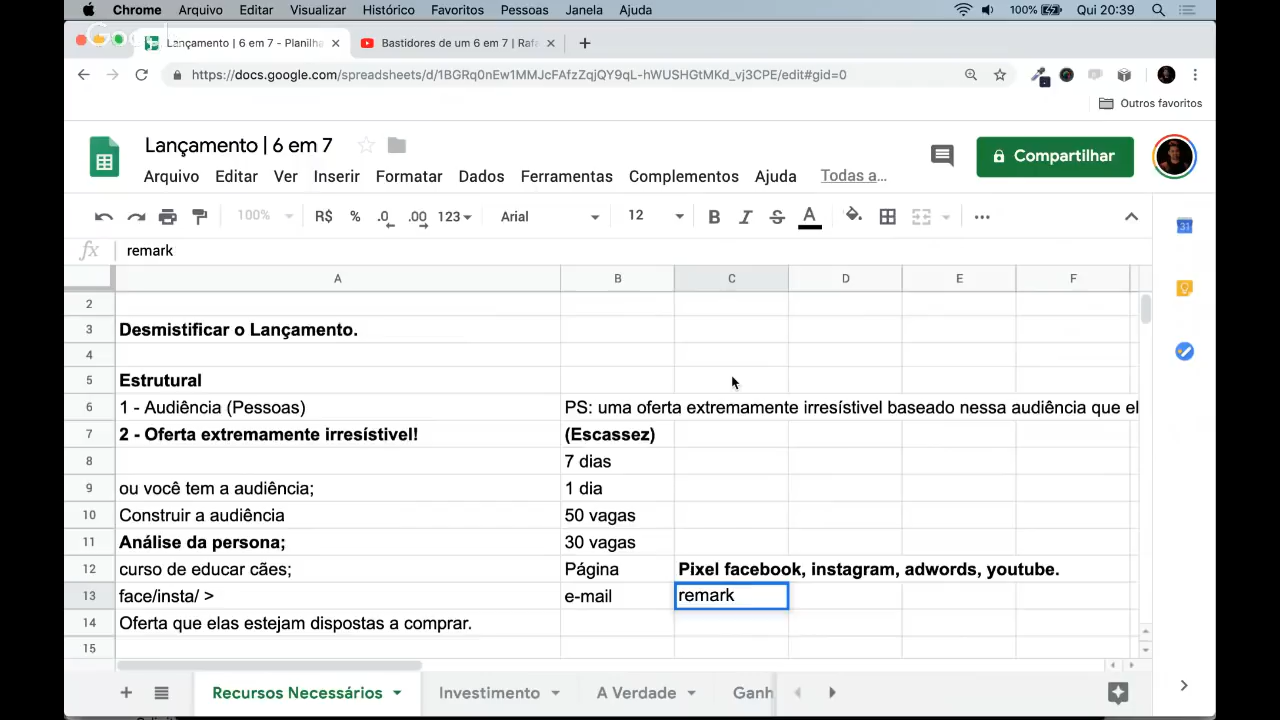 Chrome Arquivo Editar Visualizar Histórico Favoritos Pessoas Janela Ajuda 100% Qui 20:39
Lançamento | 6 em 7 - Planilha Bastidores de um 6 em 7 | Rafa
https://docs.google.com/spreadsheets/d/1BGRq0nEw1MMJcFAfzZqjQY9qL-hWUSHGtMKd_vj3CPE/edit#gid=0
Outros favoritos
Lançamento | 6 em 7
Compartilhar
Arquivo Editar Ver Inserir Formatar Dados Ferramentas Complementos Ajuda Todas a...
100% R$ % .0 .00 123 Arial 12 B I S A
fx remark
A B C D E F
2
3 Desmistificar o Lançamento.
4
5 Estrutural
6 1 - Audiência (Pessoas) PS: uma oferta extremamente irresístivel baseado nessa audiência que el
7 2 - Oferta extremamente irresístivel! (Escassez)
8 7 dias
9 ou você tem a audiência; 1 dia
10 Construir a audiência 50 vagas
11 Análise da persona; 30 vagas
12 curso de educar cães; Página Pixel facebook, instagram, adwords, youtube.
13 face/insta/ > e-mail remark
14 Oferta que elas estejam dispostas a comprar.
15
Recursos Necessários Investimento A Verdade Ganh
31